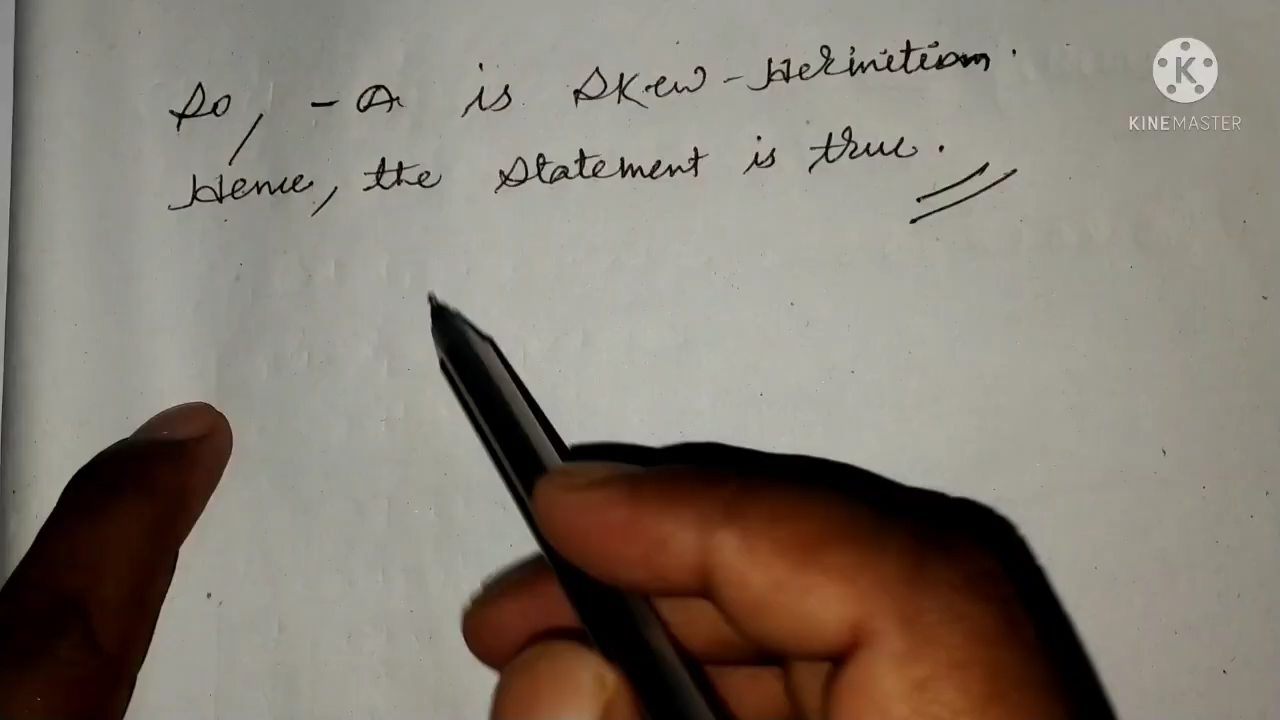 So, -A is Skew-Hermitian.
Hence, the Statement is true.
K
KINEMASTER